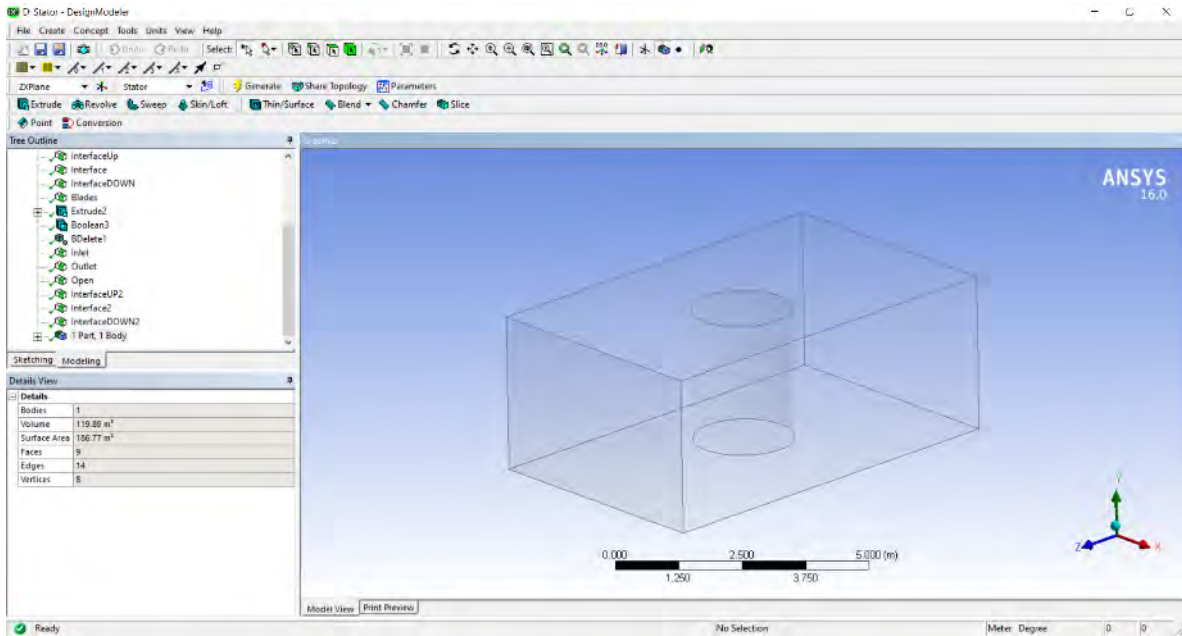 D: Stator - DesignModeler
File Create Concept Tools Units View Help
Undo Redo Select:
ZXPlane Stator Generate Share Topology Parameters
Extrude Revolve Sweep Skin/Loft Thin/Surface Blend Chamfer Slice
Point Conversion
Tree Outline
Graphics
InterfaceUp
Interface
InterfaceDOWN
Blades
Extrude2
Boolean3
BDelete1
Inlet
Outlet
Open
InterfaceUP2
Interface2
InterfaceDOWN2
1 Part, 1 Body
Sketching Modeling
Details View
Details
Bodies 1
Volume 119.89 m³
Surface Area 186.77 m²
Faces 9
Edges 14
Vertices 8
ANSYS
16.0
Y
Z X
0.000 2.500 5.000 (m)
1.250 3.750
Model View Print Preview
Ready No Selection Meter Degree 0 0